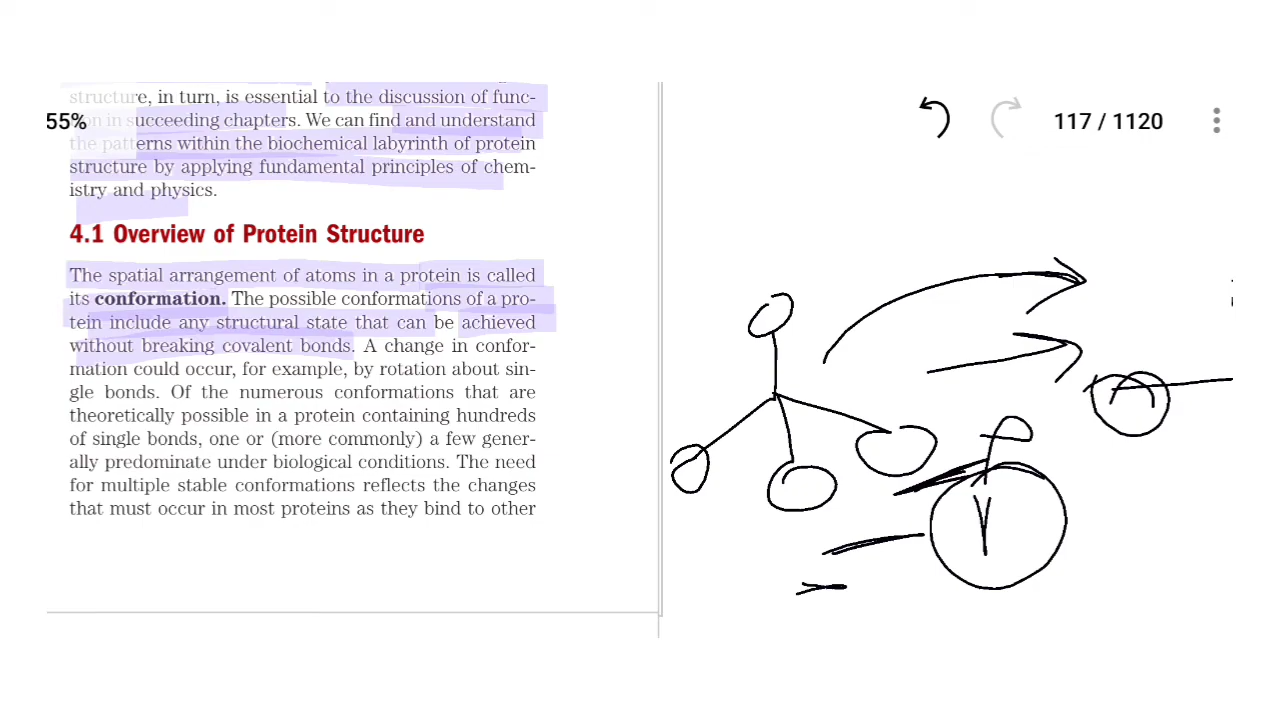 structure, in turn, is essential to the discussion of func-
on in succeeding chapters. We can find and understand
55%
the patterns within the biochemical labyrinth of protein
structure by applying fundamental principles of chem-
istry and physics.
4.1 Overview of Protein Structure
The spatial arrangement of atoms in a protein is called
its conformation. The possible conformations of a pro-
tein include any structural state that can be achieved
without breaking covalent bonds. A change in confor-
mation could occur, for example, by rotation about sin-
gle bonds. Of the numerous conformations that are
theoretically possible in a protein containing hundreds
of single bonds, one or (more commonly) a few gener-
ally predominate under biological conditions. The need
for multiple stable conformations reflects the changes
that must occur in most proteins as they bind to other
117 / 1120